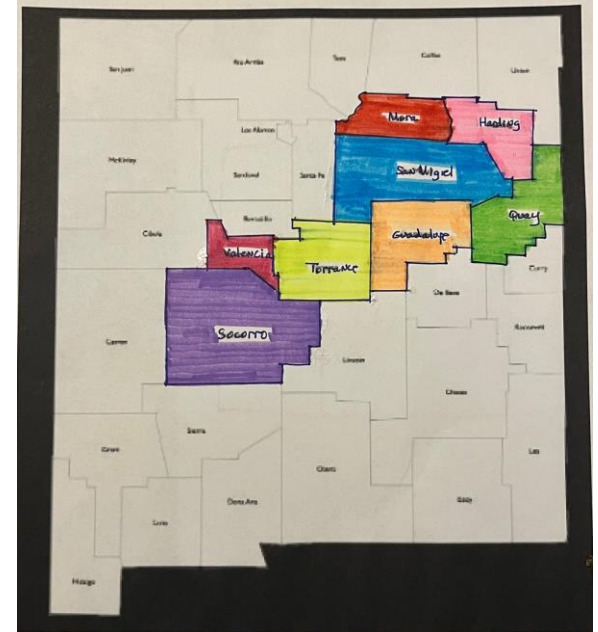 San Juan
Rio Arriba
Taos
Colfax
Union
Mora
Harding
Los Alamos
McKinley
Sandoval
Santa Fe
San Migiel
Bernalillo
Quay
Cibola
Guadalupe
Valencia
Torrance
Curry
De Baca
Socorro
Roosevelt
Catron
Lincoln
Chaves
Sierra
Grant
Lea
Otero
Dona Ana
Eddy
Luna
Hidalgo